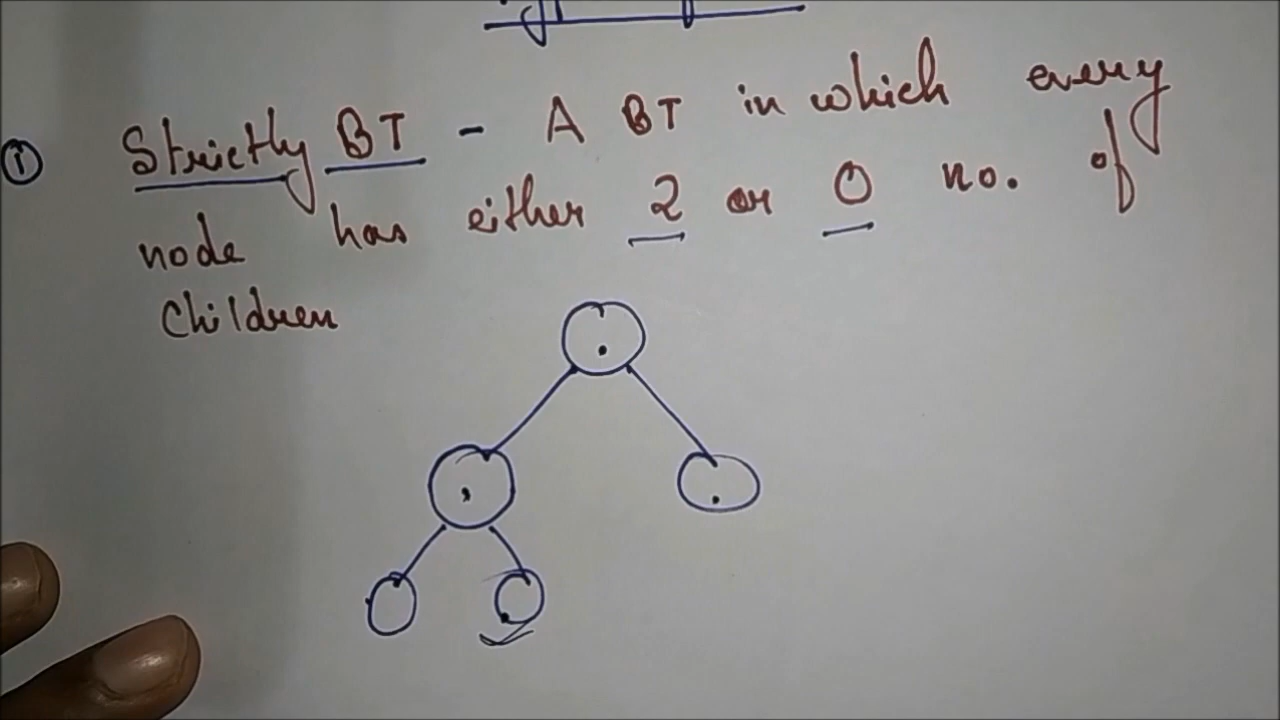 ① Strictly BT - A BT in which every
node has either 2 or 0 no. of
Children